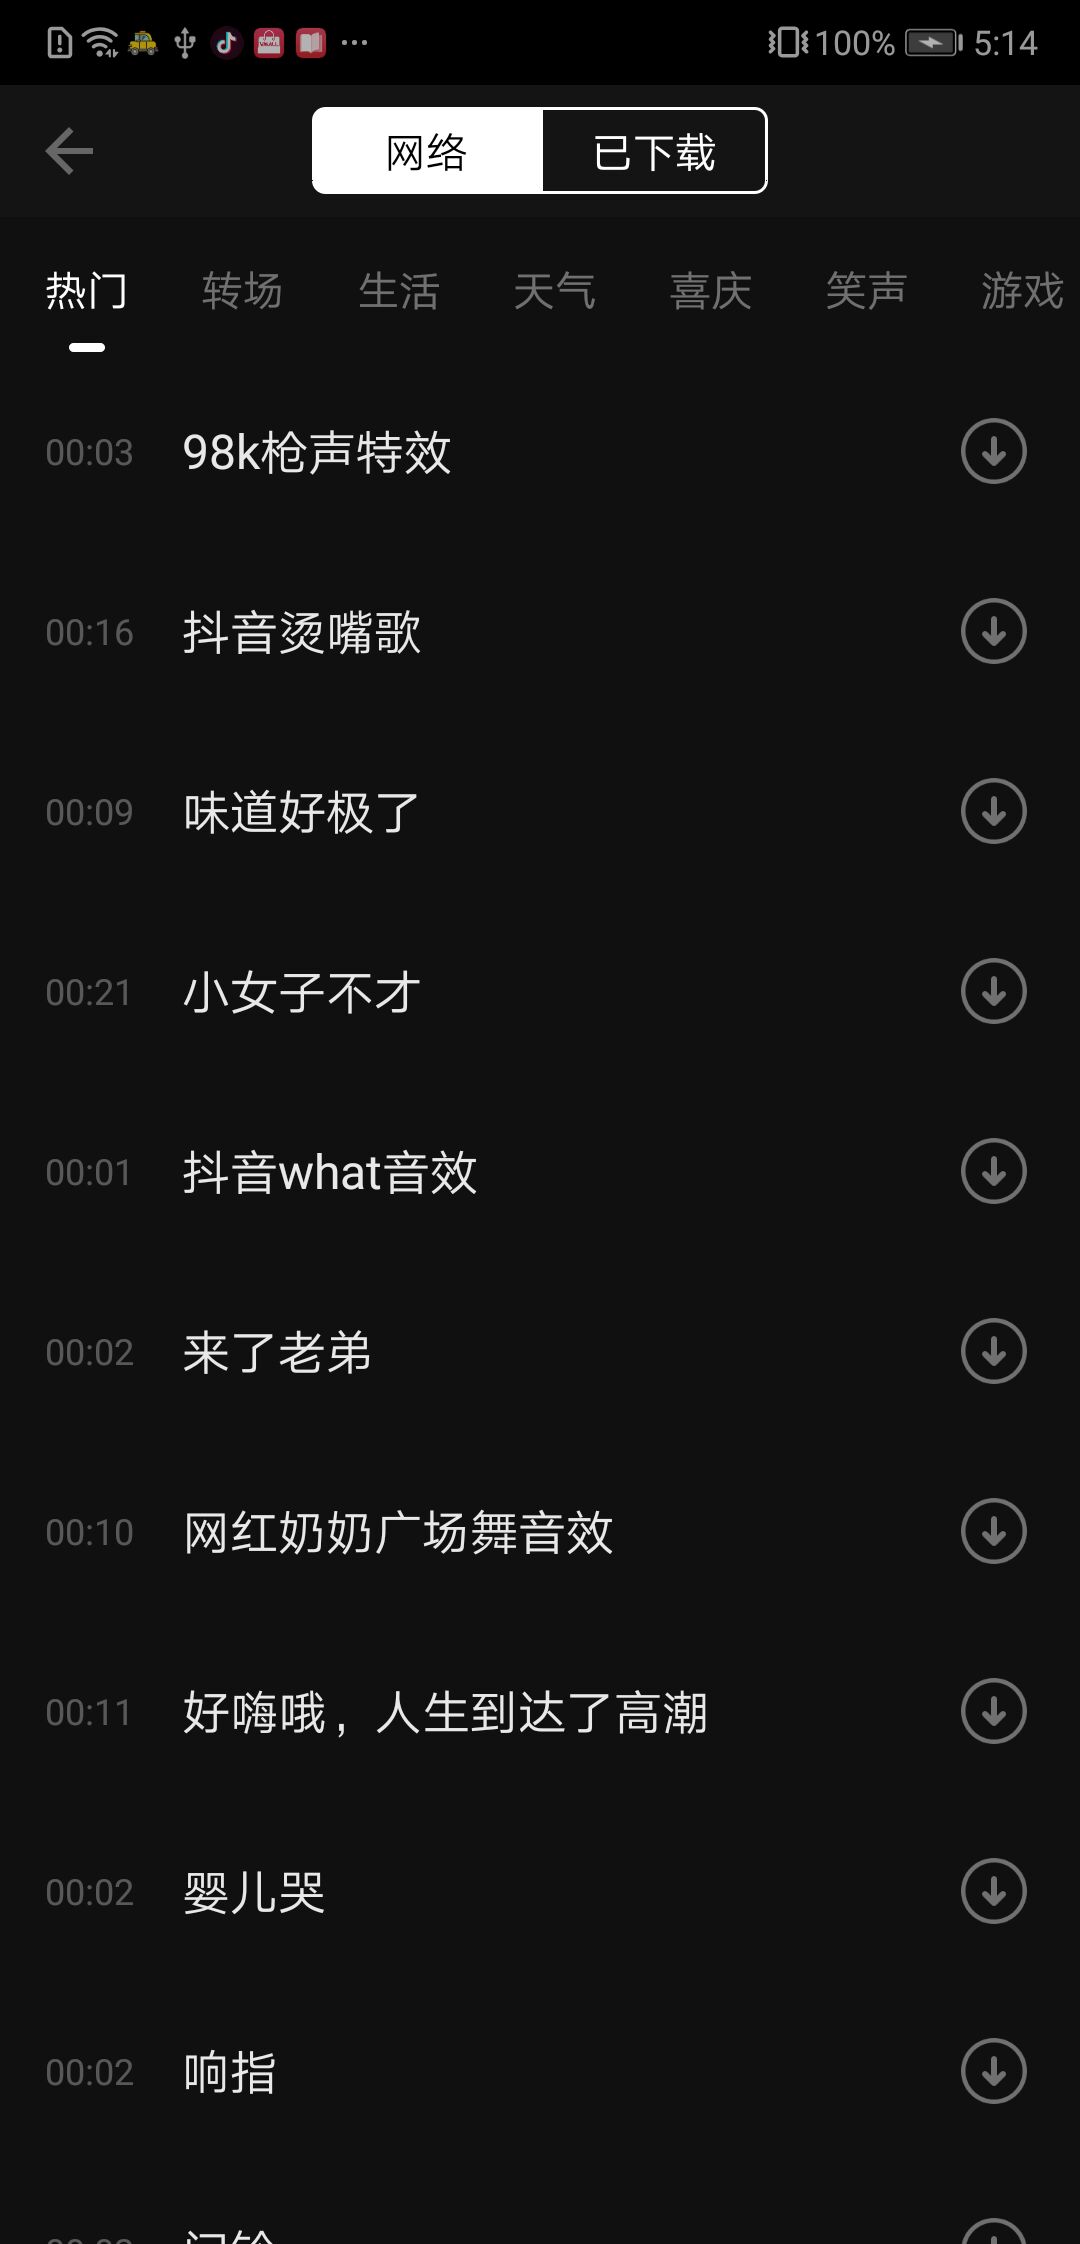 100% 5:14
网络 已下载
热门 转场 生活 天气 喜庆 笑声 游戏
00:03 98k枪声特效
00:16 抖音烫嘴歌
00:09 味道好极了
00:21 小女子不才
00:01 抖音what音效
00:02 来了老弟
00:10 网红奶奶广场舞音效
00:11 好嗨哦，人生到达了高潮
00:02 婴儿哭
00:02 响指